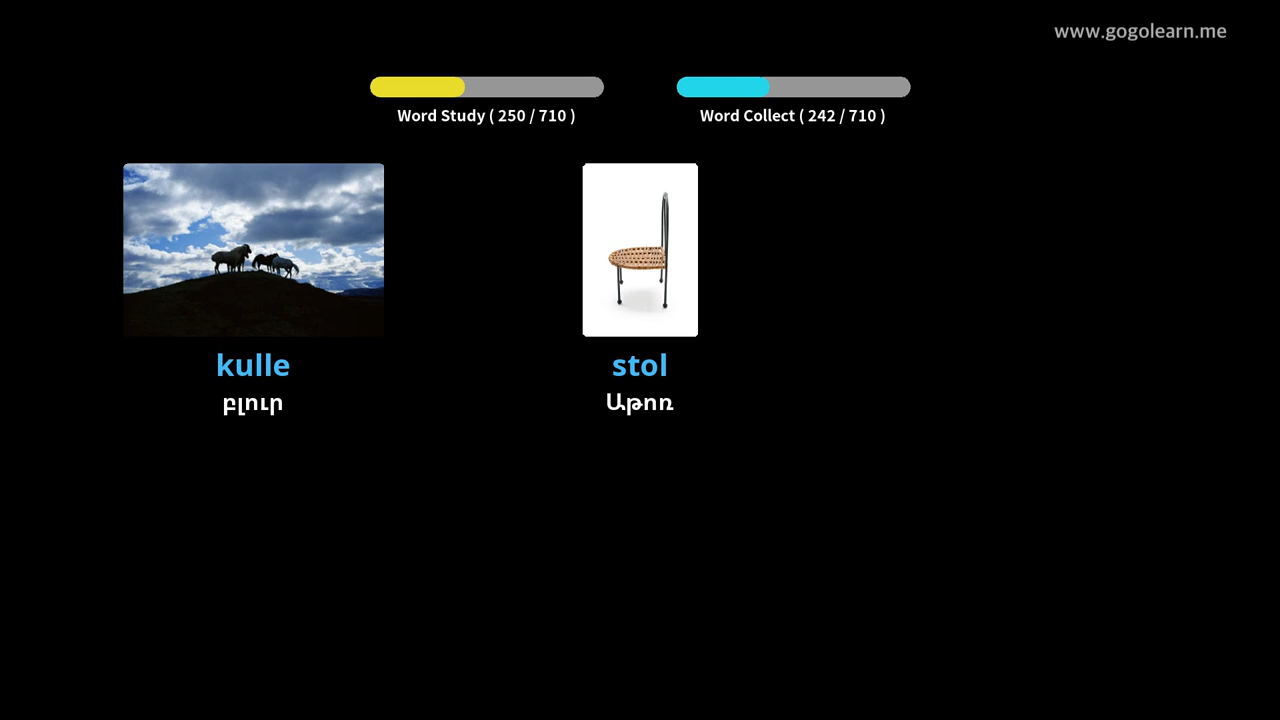 www.gogolearn.me
Word Study ( 250 / 710 )
Word Collect ( 242 / 710 )
kulle
բլուր
stol
Աթոռ